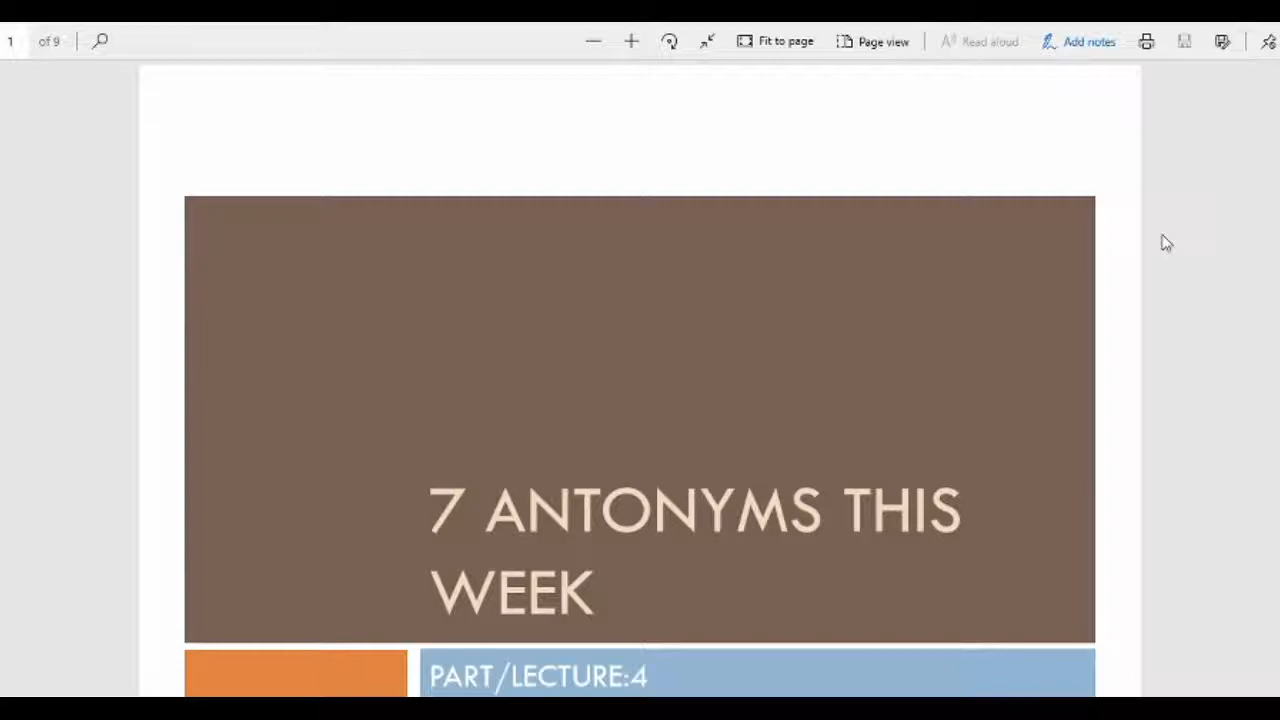 1 of 9 Fit to page Page view Read aloud Add notes
7 ANTONYMS THIS
WEEK
PART/LECTURE:4